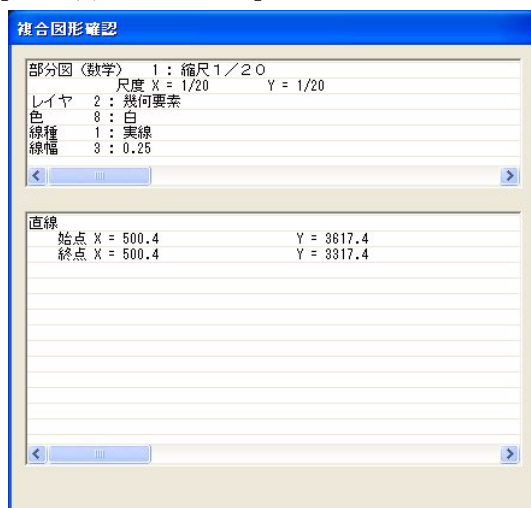 複合図形確認
部分図（数学） 1：縮尺１／２０
尺度 X = 1/20 Y = 1/20
レイヤ 2：幾何要素
色 8：白
線種 1：実線
線幅 3：0.25
直線
始点 X = 500.4 Y = 3617.4
終点 X = 500.4 Y = 3317.4